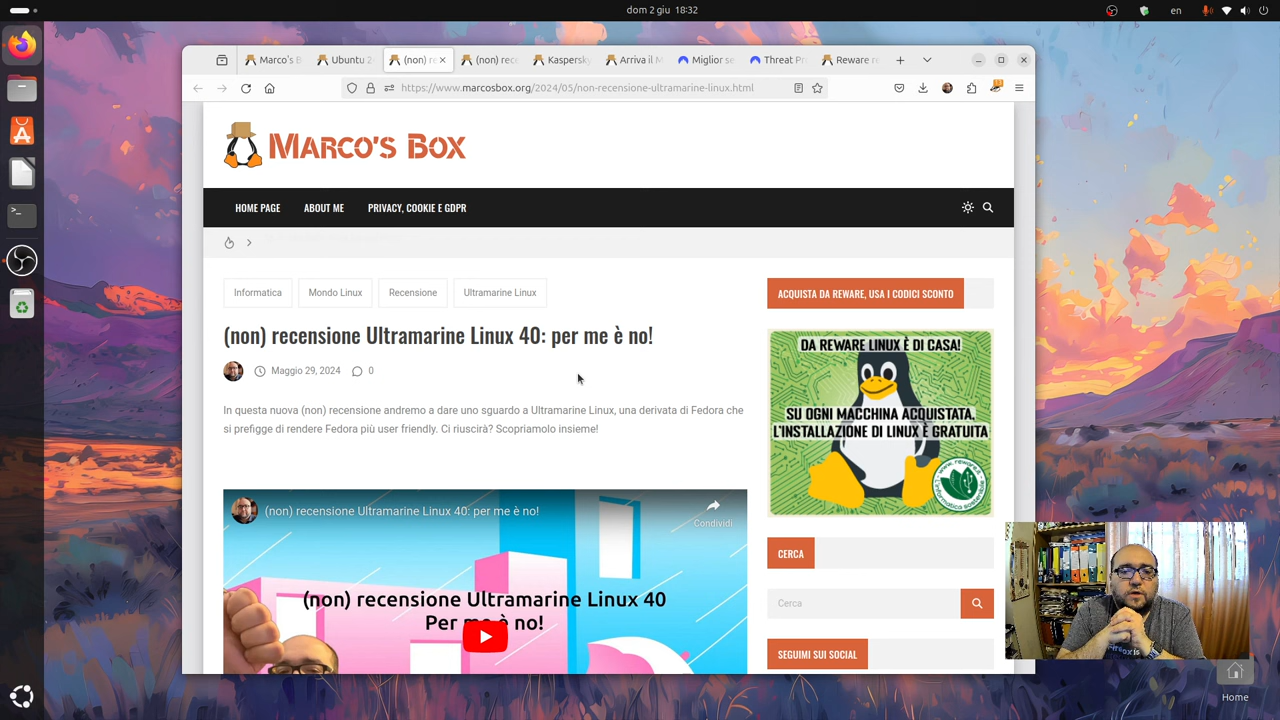 dom 2 giu 18:32
en
Marco's B
Ubuntu 2
(non) re
(non) rece
Kaspersky
Arriva il M
Miglior se
Threat Pr
Reware re
https://www.marcosbox.org/2024/05/non-recensione-ultramarine-linux.html
MARCO'S BOX
HOME PAGE
ABOUT ME
PRIVACY, COOKIE E GDPR
Informatica
Mondo Linux
Recensione
Ultramarine Linux
(non) recensione Ultramarine Linux 40: per me è no!
Maggio 29, 2024
0
In questa nuova (non) recensione andremo a dare uno sguardo a Ultramarine Linux, una derivata di Fedora che
si prefigge di rendere Fedora più user friendly. Ci riuscirà? Scopriamolo insieme!
(non) recensione Ultramarine Linux 40: per me è no!
Condividi
(non) recensione Ultramarine Linux 40
Per me è no!
ACQUISTA DA REWARE, USA I CODICI SCONTO
DA REWARE LINUX È DI CASA!
SU OGNI MACCHINA ACQUISTATA,
L'INSTALLAZIONE DI LINUX È GRATUITA
CERCA
Cerca
SEGUIMI SUI SOCIAL
Home